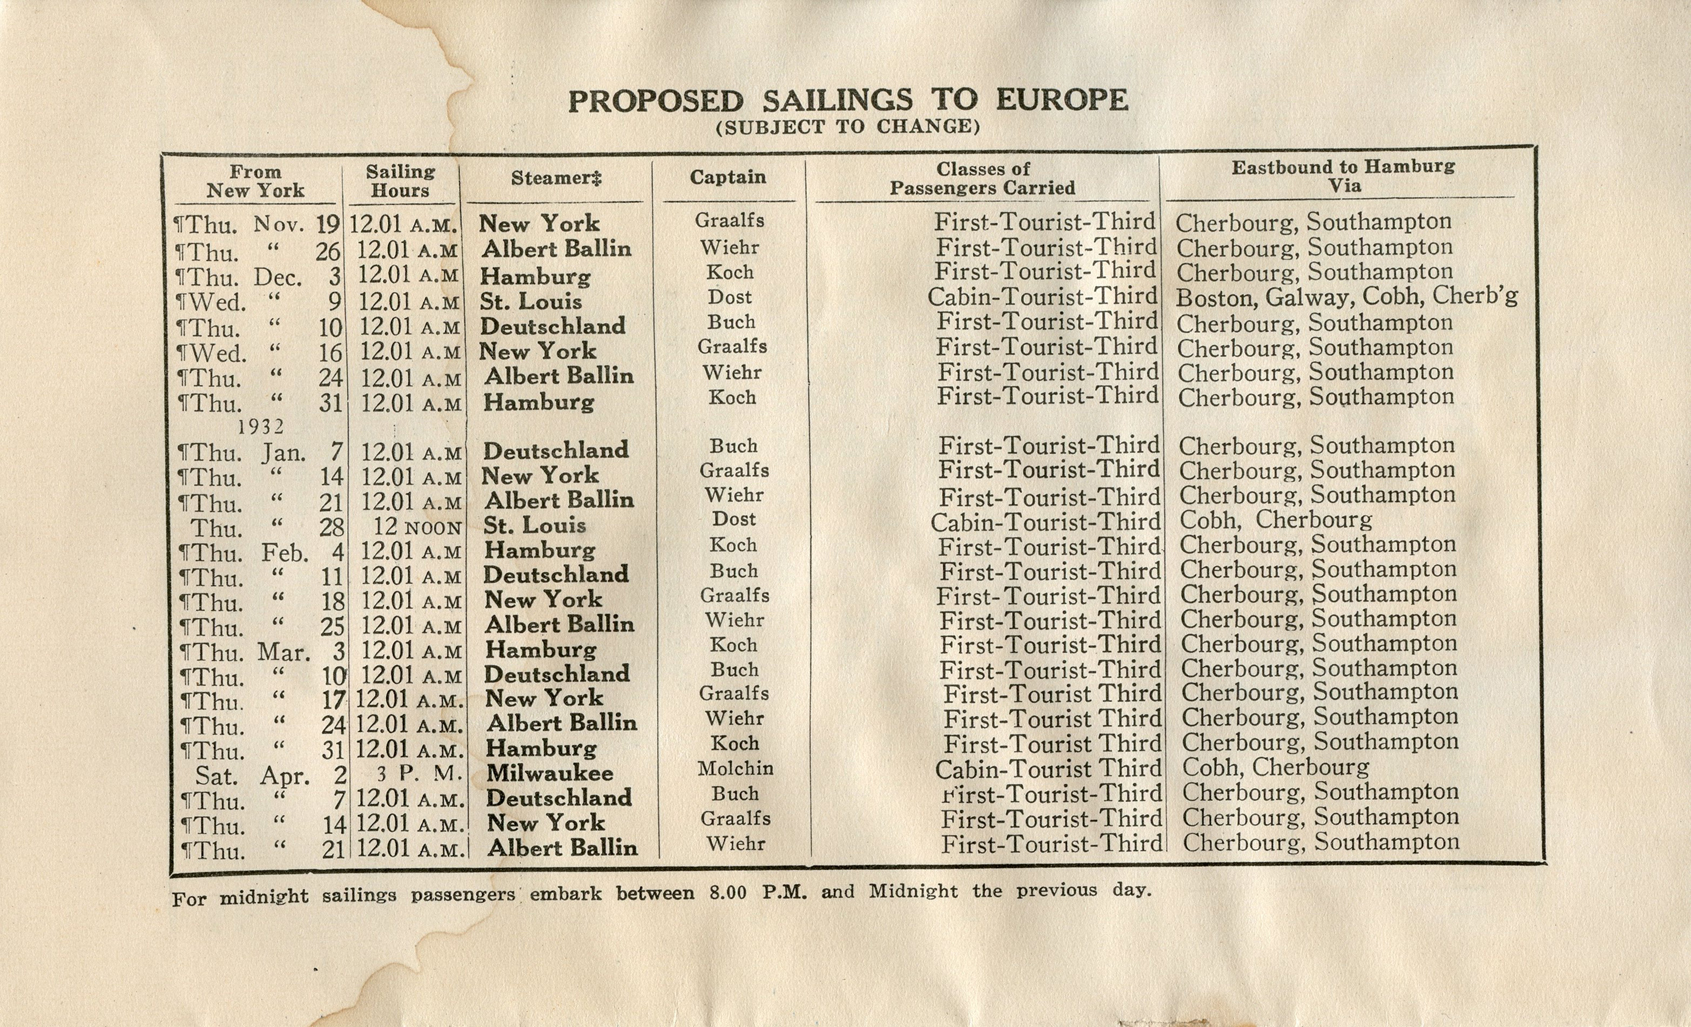 PROPOSED SAILINGS TO EUROPE
(SUBJECT TO CHANGE)
From New York Sailing Hours Steamer‡ Captain Classes of Passengers Carried Eastbound to Hamburg Via
¶Thu. Nov. 19 12.01 A.M. New York Graalfs First-Tourist-Third Cherbourg, Southampton
¶Thu. “ 26 12.01 A.M Albert Ballin Wiehr First-Tourist-Third Cherbourg, Southampton
¶Thu. Dec. 3 12.01 A.M Hamburg Koch First-Tourist-Third Cherbourg, Southampton
¶Wed. “ 9 12.01 A.M St. Louis Dost Cabin-Tourist-Third Boston, Galway, Cobh, Cherb’g
¶Thu. “ 10 12.01 A.M Deutschland Buch First-Tourist-Third Cherbourg, Southampton
¶Wed. “ 16 12.01 A.M New York Graalfs First-Tourist-Third Cherbourg, Southampton
¶Thu. “ 24 12.01 A.M Albert Ballin Wiehr First-Tourist-Third Cherbourg, Southampton
¶Thu. “ 31 12.01 A.M Hamburg Koch First-Tourist-Third Cherbourg, Southampton
1932
¶Thu. Jan. 7 12.01 A.M Deutschland Buch First-Tourist-Third Cherbourg, Southampton
¶Thu. “ 14 12.01 A.M New York Graalfs First-Tourist-Third Cherbourg, Southampton
¶Thu. “ 21 12.01 A.M Albert Ballin Wiehr First-Tourist-Third Cherbourg, Southampton
Thu. “ 28 12 NOON St. Louis Dost Cabin-Tourist-Third Cobh, Cherbourg
¶Thu. Feb. 4 12.01 A.M Hamburg Koch First-Tourist-Third Cherbourg, Southampton
¶Thu. “ 11 12.01 A.M Deutschland Buch First-Tourist-Third Cherbourg, Southampton
¶Thu. “ 18 12.01 A.M New York Graalfs First-Tourist-Third Cherbourg, Southampton
¶Thu. “ 25 12.01 A.M Albert Ballin Wiehr First-Tourist-Third Cherbourg, Southampton
¶Thu. Mar. 3 12.01 A.M Hamburg Koch First-Tourist-Third Cherbourg, Southampton
¶Thu. “ 10 12.01 A.M Deutschland Buch First-Tourist-Third Cherbourg, Southampton
¶Thu. “ 17 12.01 A.M. New York Graalfs First-Tourist Third Cherbourg, Southampton
¶Thu. “ 24 12.01 A.M. Albert Ballin Wiehr First-Tourist Third Cherbourg, Southampton
¶Thu. “ 31 12.01 A.M. Hamburg Koch First-Tourist Third Cherbourg, Southampton
Sat. Apr. 2 3 P. M. Milwaukee Molchin Cabin-Tourist Third Cobh, Cherbourg
¶Thu. “ 7 12.01 A.M. Deutschland Buch First-Tourist-Third Cherbourg, Southampton
¶Thu. “ 14 12.01 A.M. New York Graalfs First-Tourist-Third Cherbourg, Southampton
¶Thu. “ 21 12.01 A.M. Albert Ballin Wiehr First-Tourist-Third Cherbourg, Southampton
For midnight sailings passengers embark between 8.00 P.M. and Midnight the previous day.